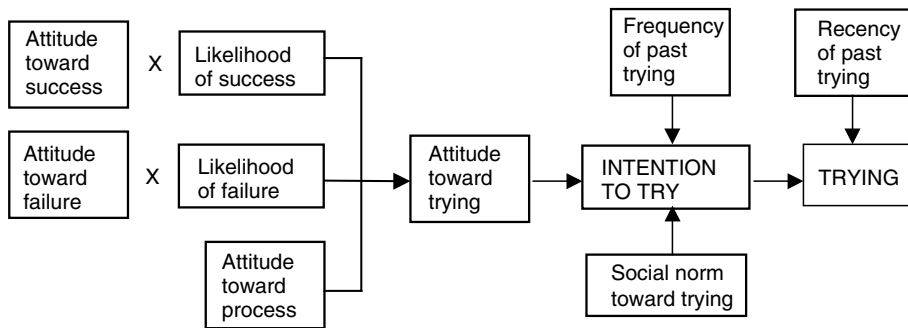 Attitude
toward
success
X
Likelihood
of success
Attitude
toward
failure
X
Likelihood
of failure
Attitude
toward
process
Attitude
toward
trying
Frequency
of past
trying
INTENTION
TO TRY
Social norm
toward trying
Recency
of past
trying
TRYING